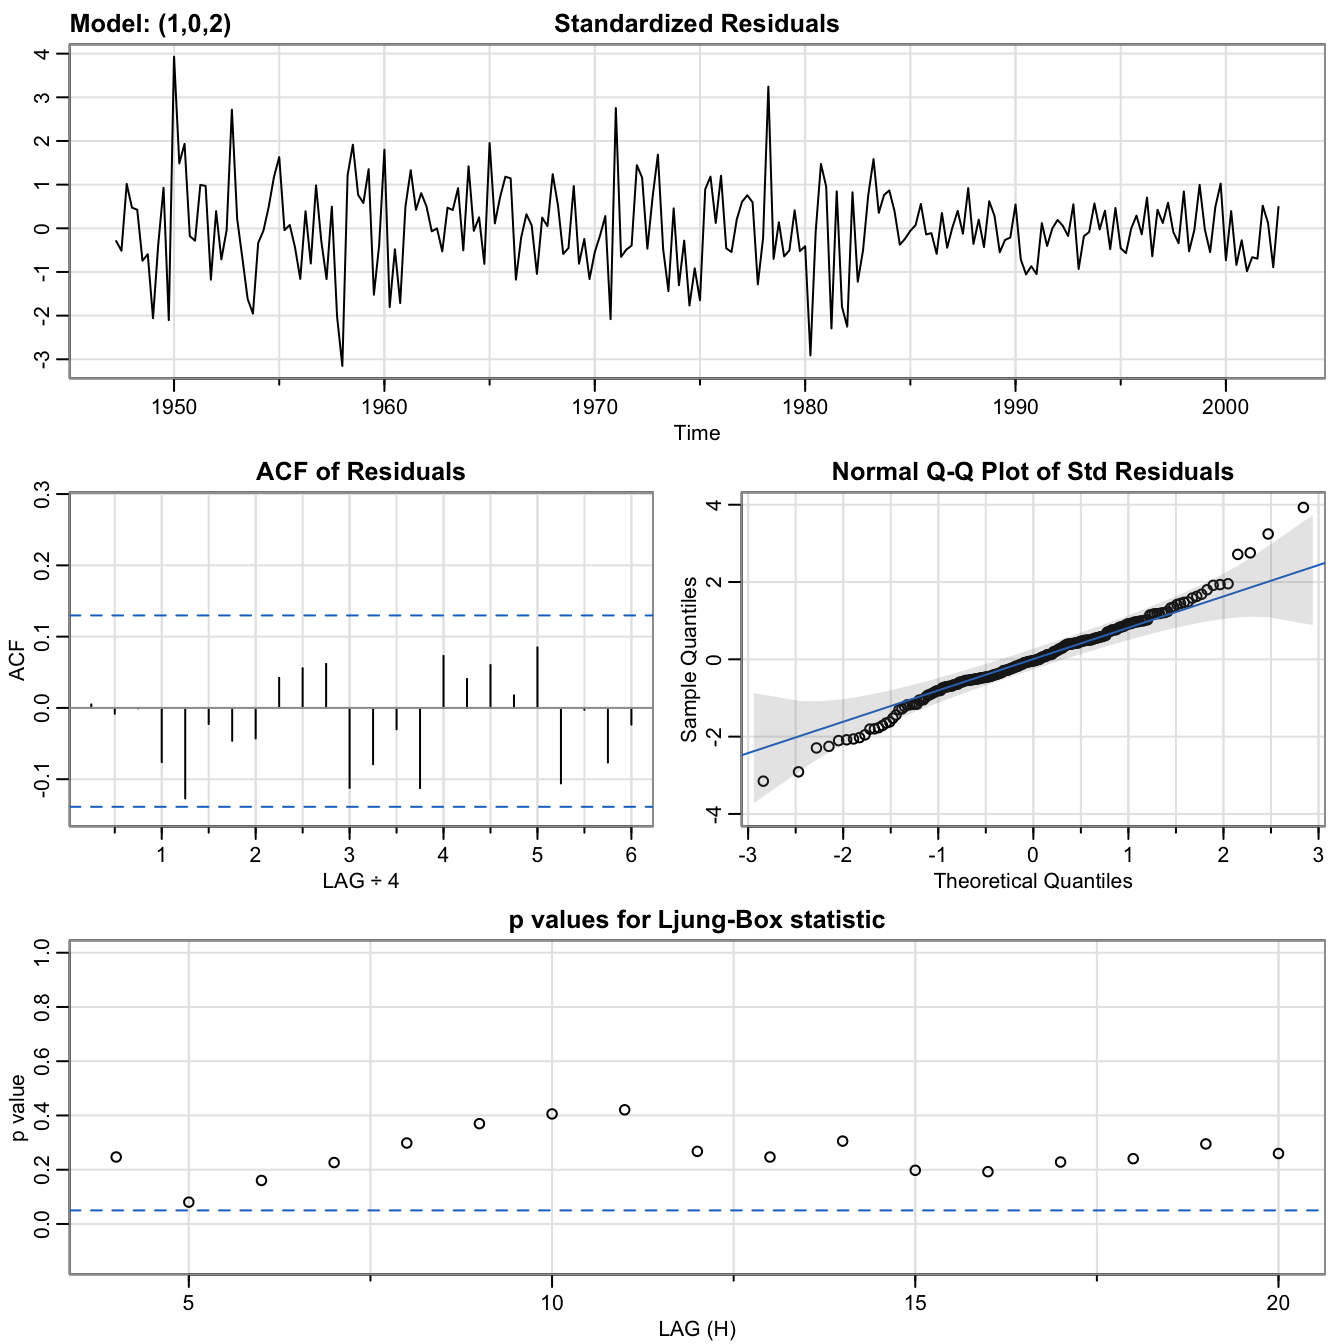 Model: (1,0,2) Standardized Residuals
4
3
2
1
0
-1
-2
-3
1950 1960 1970 1980 1990 2000
Time
ACF of Residuals
ACF
0.3
0.2
0.1
0.0
-0.1
1 2 3 4 5 6
LAG ÷ 4
Normal Q-Q Plot of Std Residuals
Sample Quantiles
4
2
0
-2
-4
-3 -2 -1 0 1 2 3
Theoretical Quantiles
p values for Ljung-Box statistic
p value
1.0
0.8
0.6
0.4
0.2
0.0
5 10 15 20
LAG (H)